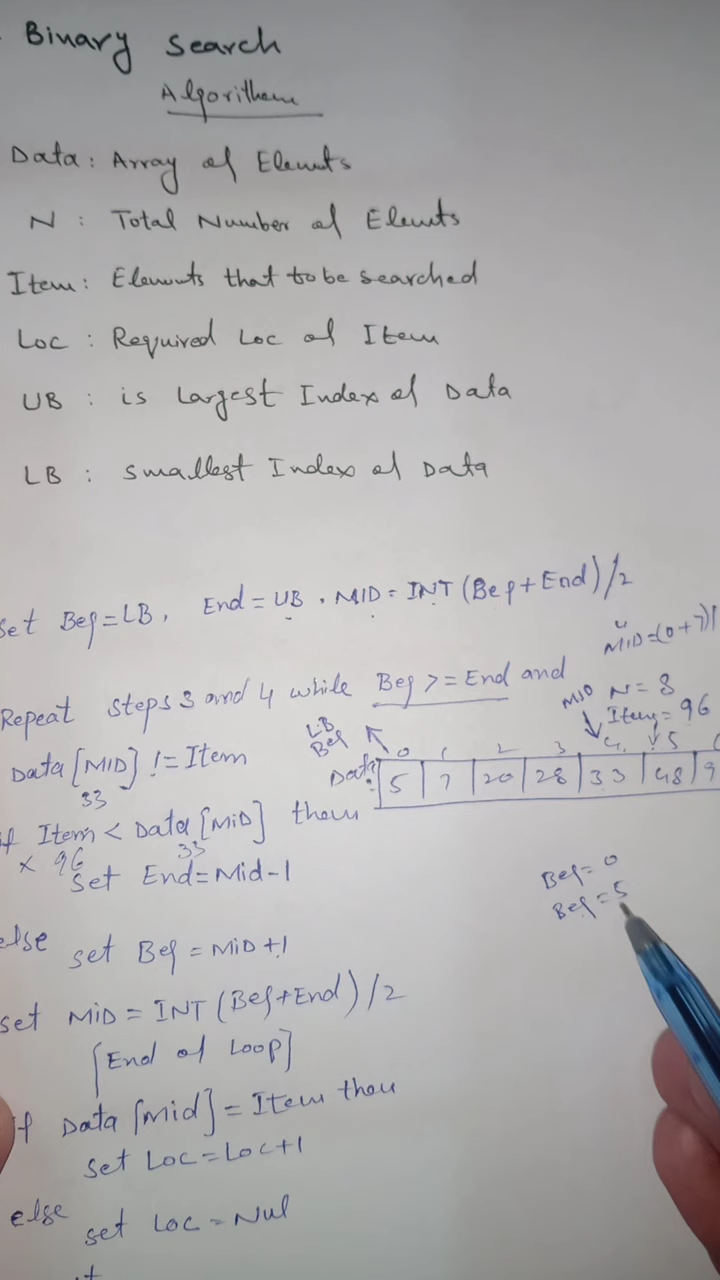 Binary Search
Algorithem
Data: Array of Elemnts
N : Total Number of Elemnts
Item: Elements that to be searched
Loc : Required Loc of Item
UB : is Largest Index of Data
LB : smallest Index of Data
set Beg=LB, End=UB, MID=INT(Beg+End)/2
MID=(0+7)/
Repeat steps 3 and 4 while Beg >= End and
Data[MID] != Item
33
MID N=8
Item=96
LB
Beg
0 1 2 3 4 5
Data: 5 7 20 28 33 48 9
if Item < Data[MID] then
x 96 33
set End=Mid-1
Beg=0
Beg=5
else set Beg=MID+1
set MID=INT(Beg+End)/2
[End of Loop]
if Data[Mid]=Item then
set Loc=Loc+1
else set Loc=Nul